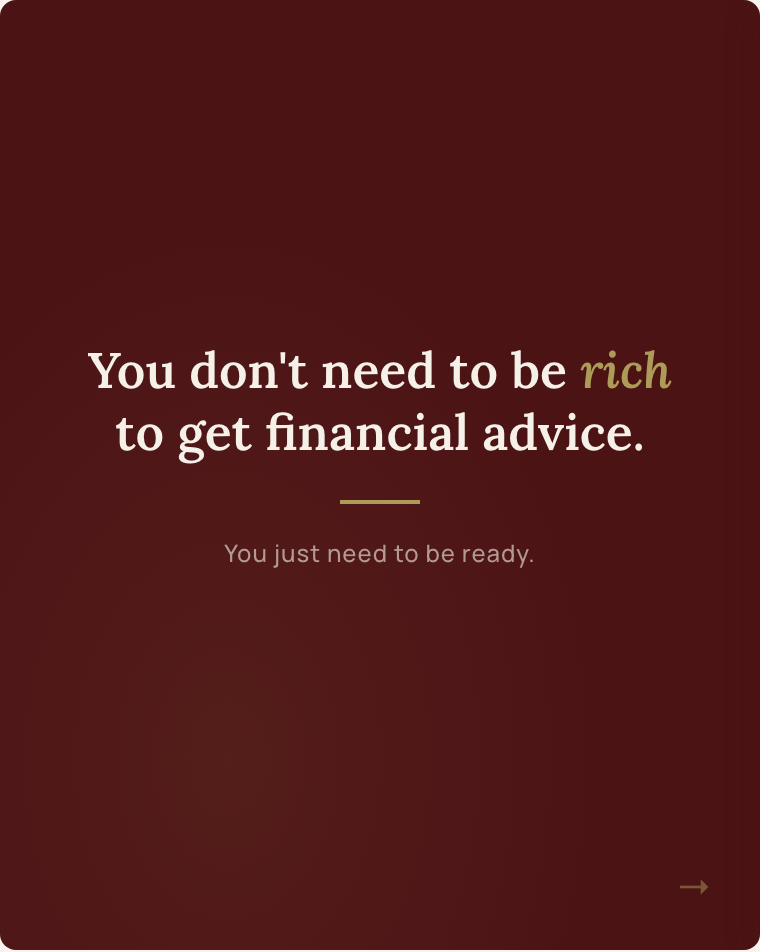 You don't need to be rich
to get financial advice.
You just need to be ready.